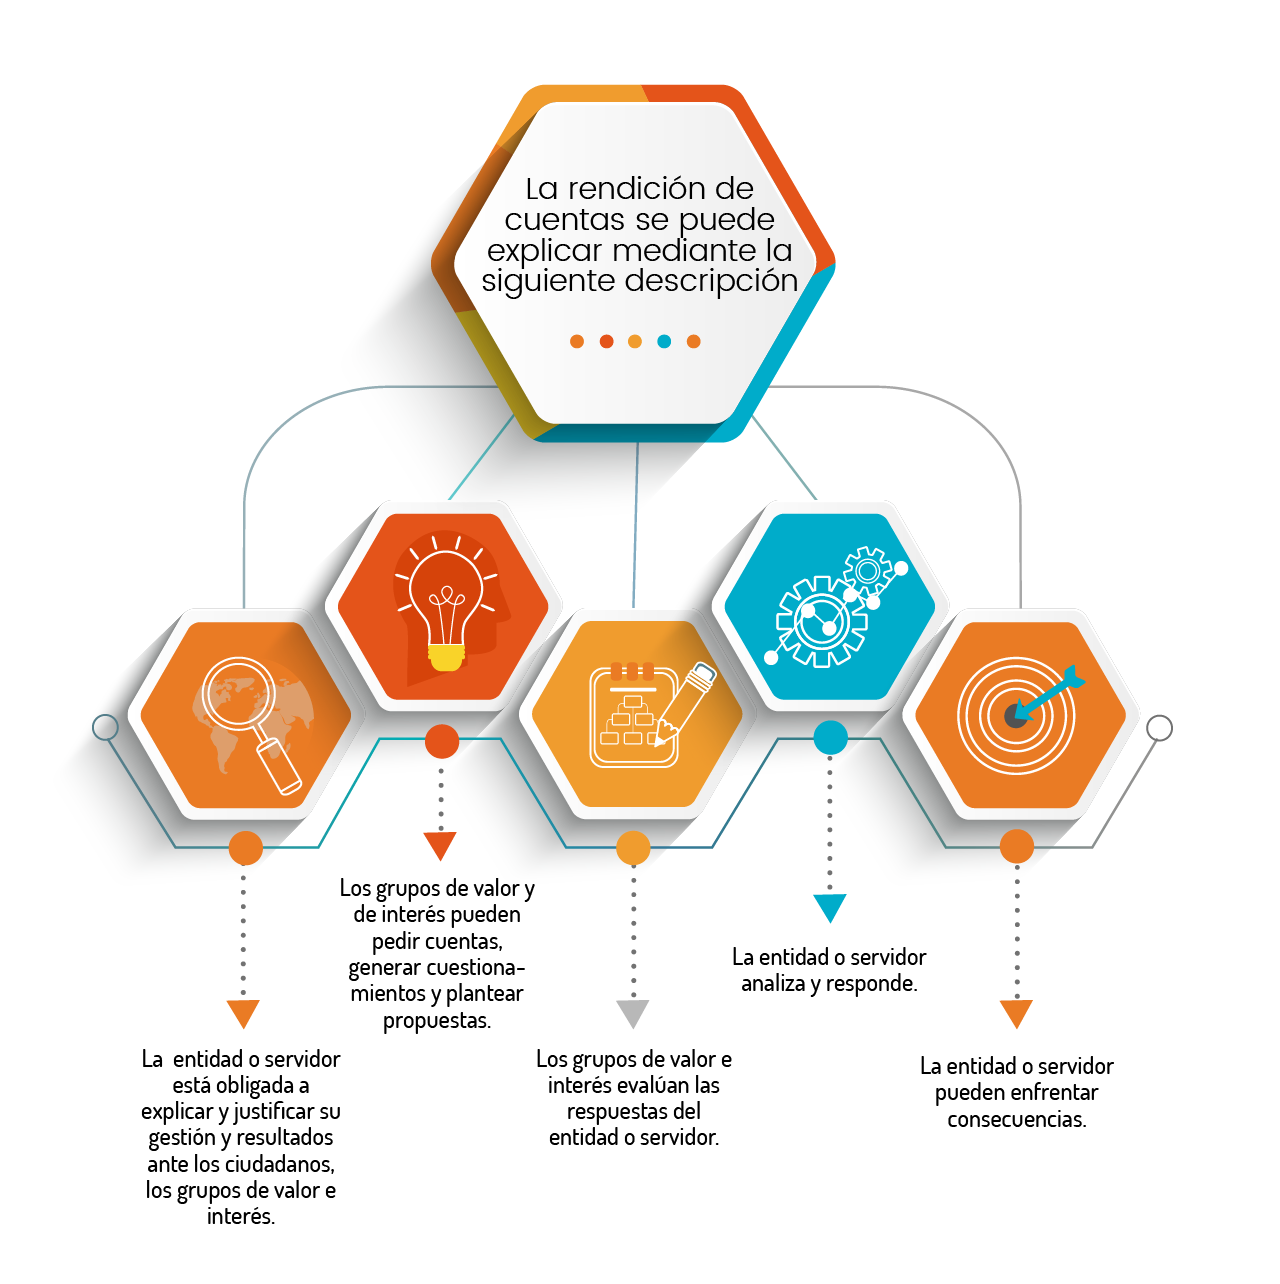 La rendición de
cuentas se puede
explicar mediante la
siguiente descripción
La entidad o servidor
está obligada a
explicar y justificar su
gestión y resultados
ante los ciudadanos,
los grupos de valor e
interés.
Los grupos de valor y
de interés pueden
pedir cuentas,
generar cuestiona-
mientos y plantear
propuestas.
Los grupos de valor e
interés evalúan las
respuestas del
entidad o servidor.
La entidad o servidor
analiza y responde.
La entidad o servidor
pueden enfrentar
consecuencias.